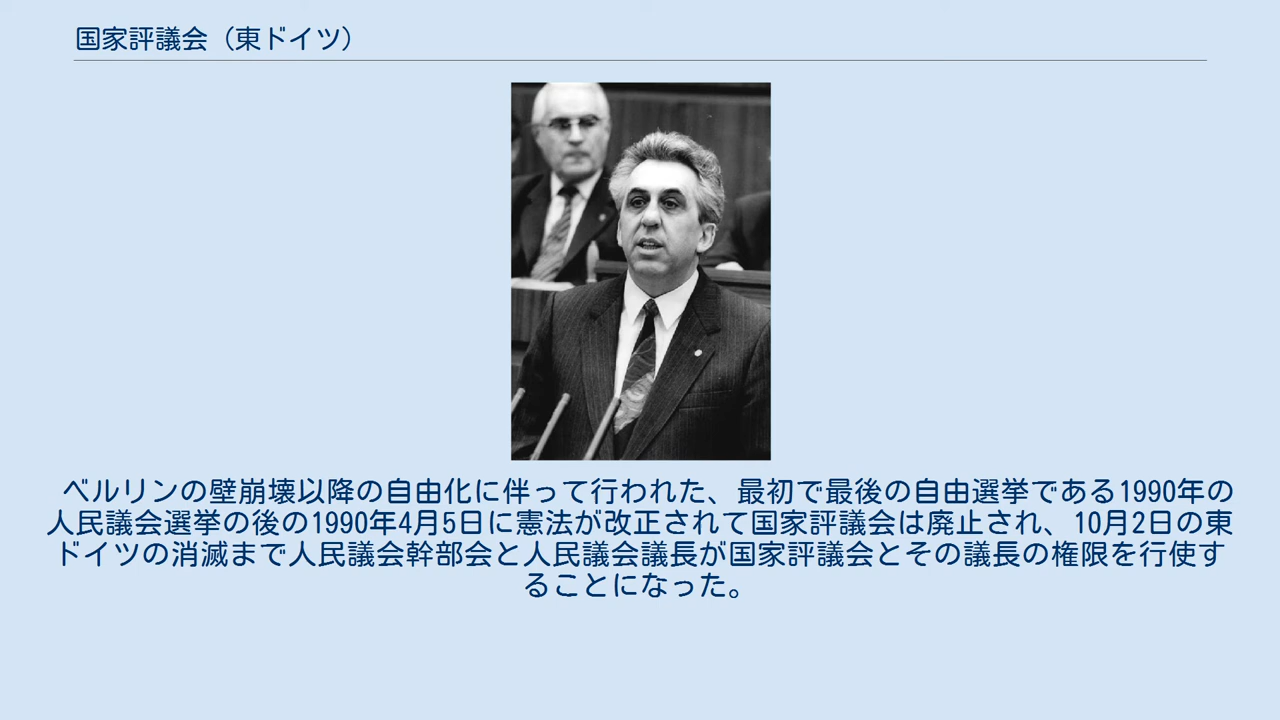 国家評議会（東ドイツ）
ベルリンの壁崩壊以降の自由化に伴って行われた、最初で最後の自由選挙である1990年の
人民議会選挙の後の1990年4月5日に憲法が改正されて国家評議会は廃止され、10月2日の東
ドイツの消滅まで人民議会幹部会と人民議会議長が国家評議会とその議長の権限を行使す
ることになった。